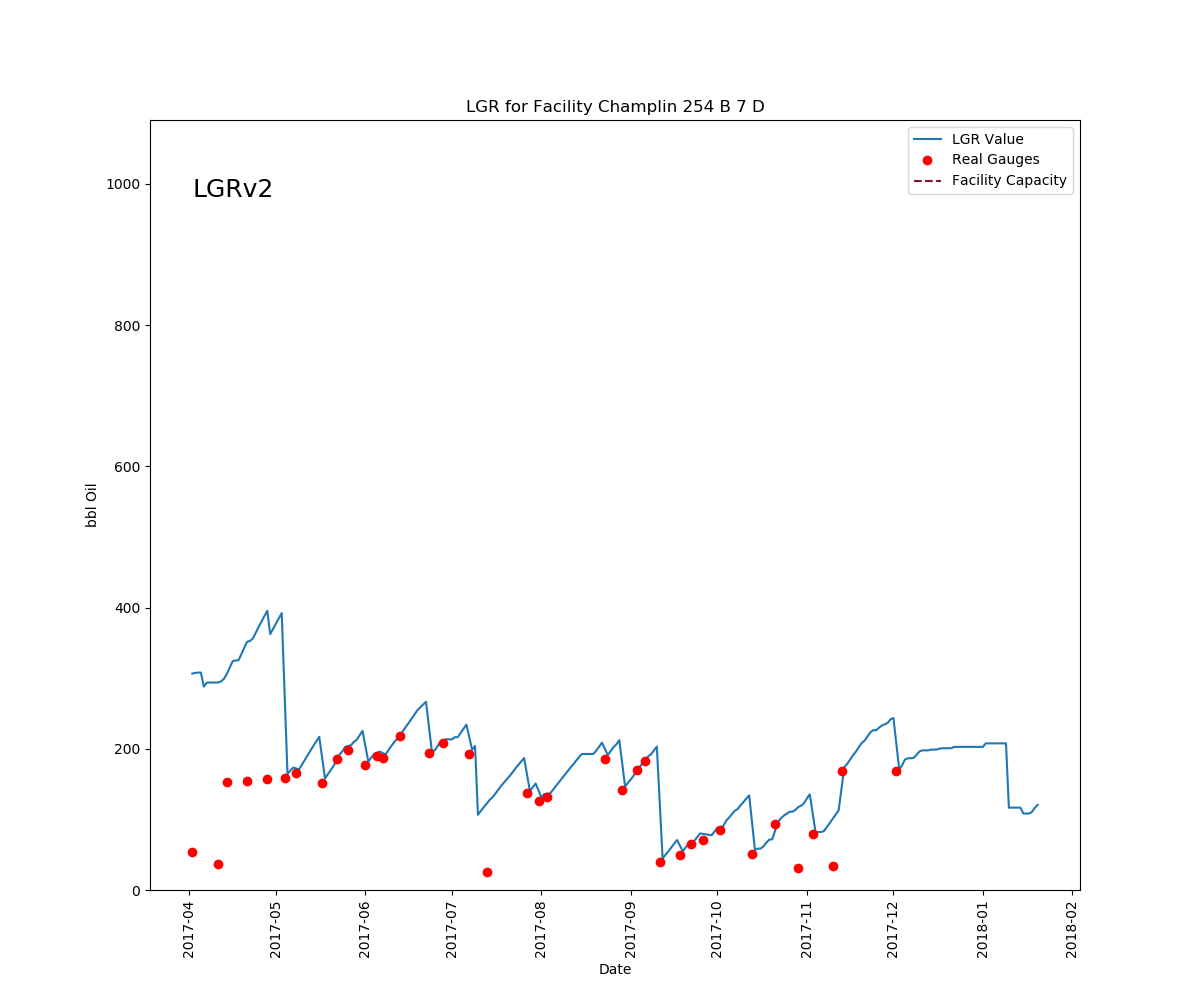 LGR for Facility Champlin 254 B 7 D
LGR Value
Real Gauges
Facility Capacity
LGRv2
1000
800
600
400
200
0
bbl Oil
2017-04
2017-05
2017-06
2017-07
2017-08
2017-09
2017-10
2017-11
2017-12
2018-01
2018-02
Date